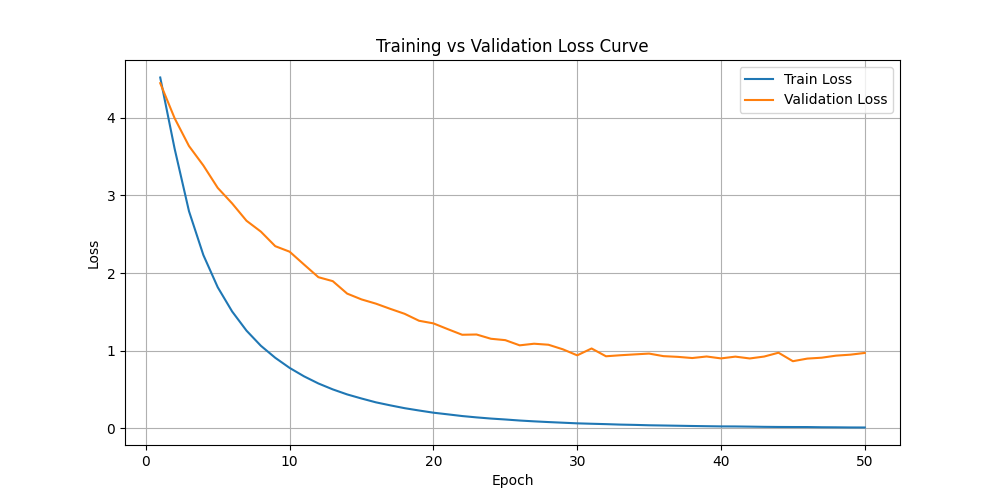 Training vs Validation Loss Curve
Train Loss
Validation Loss
Loss
4
3
2
1
0
0 10 20 30 40 50
Epoch